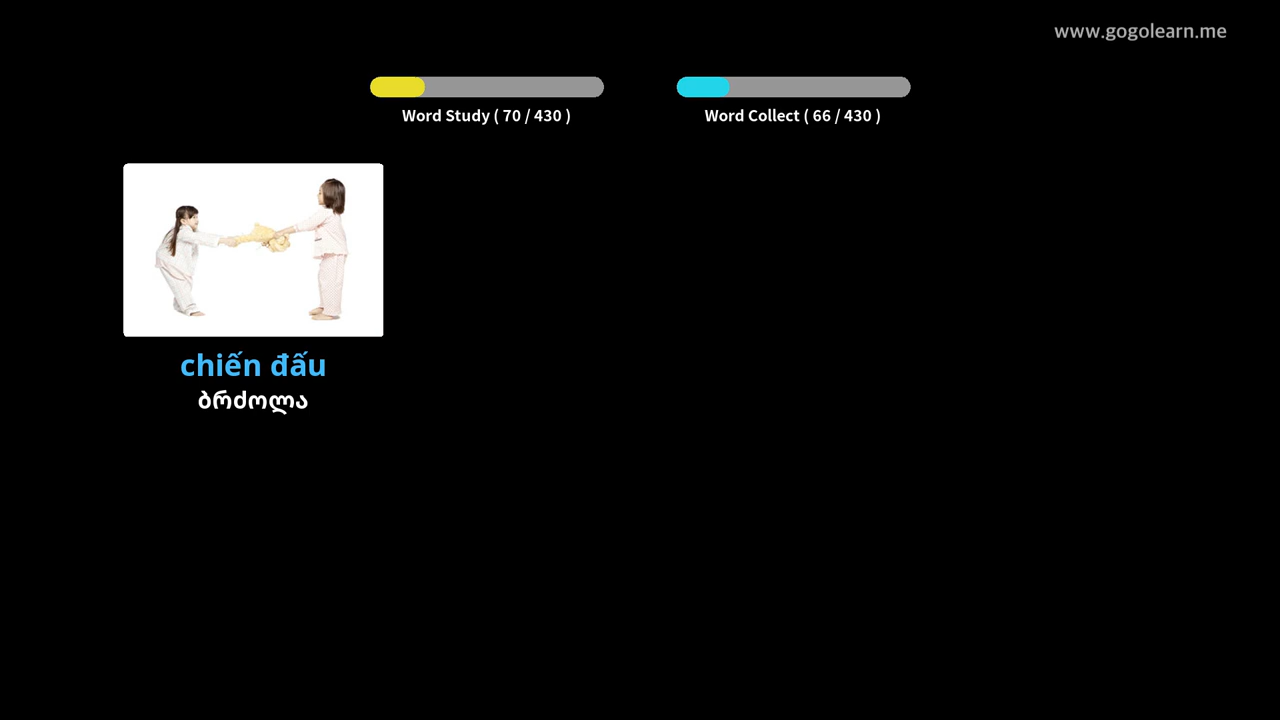 www.gogolearn.me
Word Study ( 70 / 430 )
Word Collect ( 66 / 430 )
chiến đấu
ბრძოლა